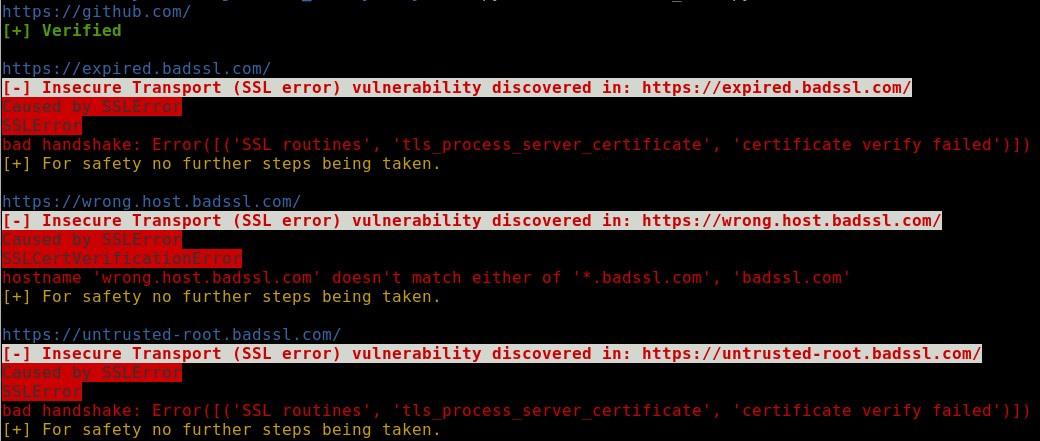 https://github.com/
[+] Verified
https://expired.badssl.com/
[-] Insecure Transport (SSL error) vulnerability discovered in: https://expired.badssl.com/
Caused by SSLError
SSLError
bad handshake: Error([('SSL routines', 'tls_process_server_certificate', 'certificate verify failed')])
[+] For safety no further steps being taken.
https://wrong.host.badssl.com/
[-] Insecure Transport (SSL error) vulnerability discovered in: https://wrong.host.badssl.com/
Caused by SSLError
SSLCertVerificationError
hostname 'wrong.host.badssl.com' doesn't match either of '*.badssl.com', 'badssl.com'
[+] For safety no further steps being taken.
https://untrusted-root.badssl.com/
[-] Insecure Transport (SSL error) vulnerability discovered in: https://untrusted-root.badssl.com/
Caused by SSLError
SSLError
bad handshake: Error([('SSL routines', 'tls_process_server_certificate', 'certificate verify failed')])
[+] For safety no further steps being taken.